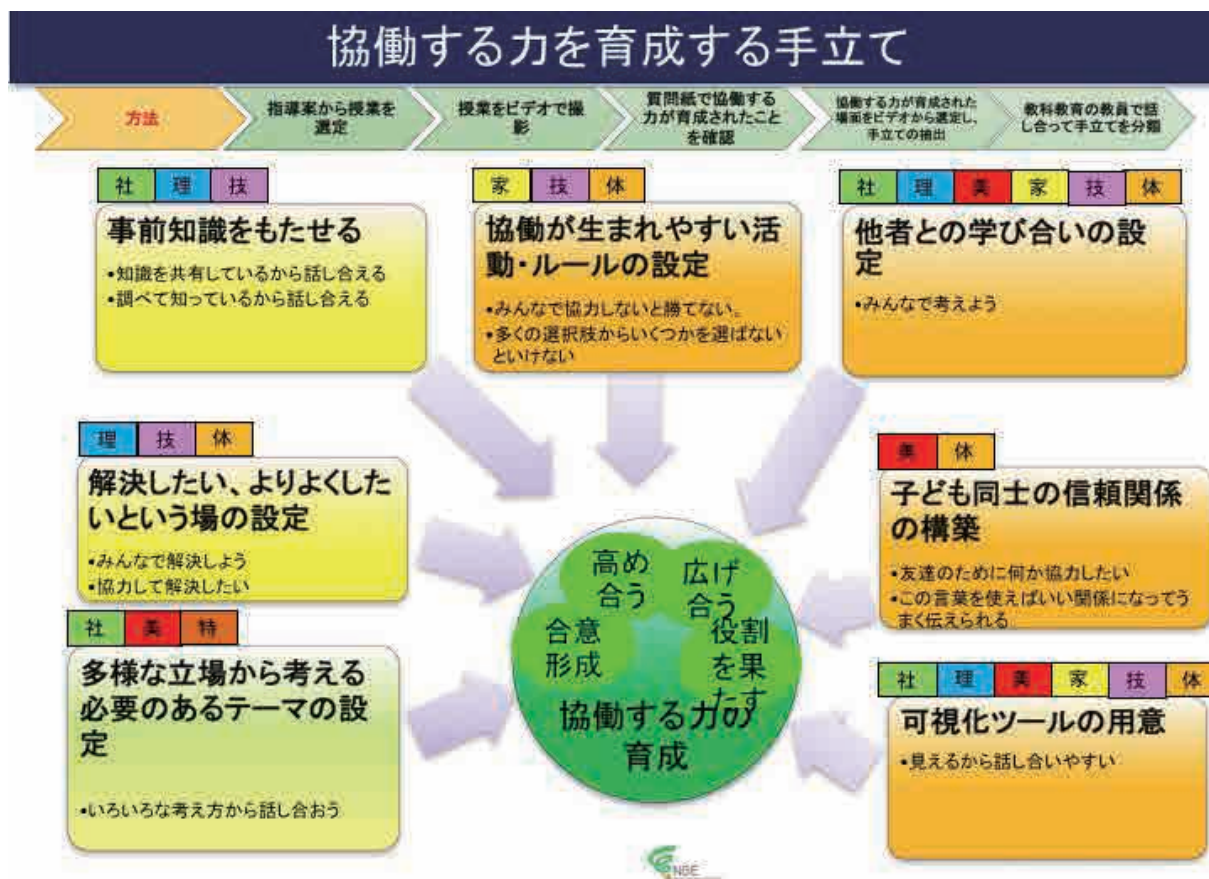 協働する力を育成する手立て
方法
指導案から授業を
選定
授業をビデオで撮
影
質問紙で協働する
力が育成されたこと
を確認
協働する力が育成された
場面をビデオから選定し、
手立ての抽出
教科教育の教員で話
し合って手立てを分類
社 理 技
事前知識をもたせる
•知識を共有しているから話し合える
•調べて知っているから話し合える
家 技 体
協働が生まれやすい活
動・ルールの設定
•みんなで協力しないと勝てない。
•多くの選択肢からいくつかを選ばない
といけない
社 理 美 家 技 体
他者との学び合いの設
定
•みんなで考えよう
理 技 体
解決したい、よりよくした
いという場の設定
•みんなで解決しよう
•協力して解決したい
美 体
子ども同士の信頼関係
の構築
•友達のために何か協力したい
•この言葉を使えばいい関係になってう
まく伝えられる
社 美 特
多様な立場から考える
必要のあるテーマの設
定
•いろいろな考え方から話し合おう
社 理 美 家 技 体
可視化ツールの用意
•見えるから話し合いやすい
高め
合う
広げ
合う
合意
形成
役割
を果
たす
協働する力の
育成
NGE